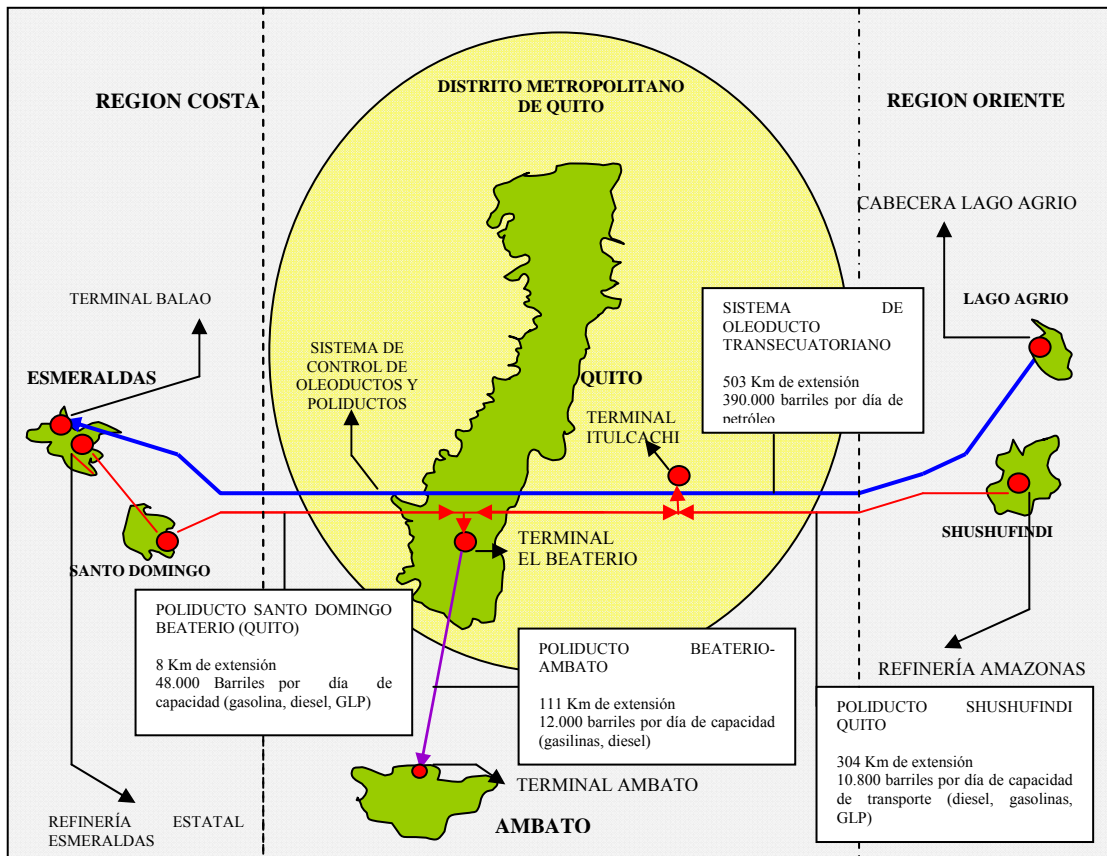 DISTRITO METROPOLITANO
DE QUITO
REGION COSTA
REGION ORIENTE
CABECERA LAGO AGRIO
TERMINAL BALAO
LAGO AGRIO
SISTEMA DE
OLEODUCTO
TRANSECUATORIANO
503 Km de extensión
390.000 barriles por día de
petróleo
SISTEMA DE
CONTROL DE
OLEODUCTOS Y
POLIDUCTOS
ESMERALDAS
QUITO
TERMINAL
ITULCACHI
SHUSHUFINDI
TERMINAL
EL BEATERIO
SANTO DOMINGO
POLIDUCTO SANTO DOMINGO
BEATERIO (QUITO)
8 Km de extensión
48.000 Barriles por día de
capacidad (gasolina, diesel, GLP)
POLIDUCTO BEATERIO-
AMBATO
111 Km de extensión
12.000 barriles por día de capacidad
(gasilinas, diesel)
REFINERÍA AMAZONAS
POLIDUCTO SHUSHUFINDI
QUITO
304 Km de extensión
10.800 barriles por día de capacidad
de transporte (diesel, gasolinas,
GLP)
TERMINAL AMBATO
AMBATO
REFINERÍA ESTATAL
ESMERALDAS